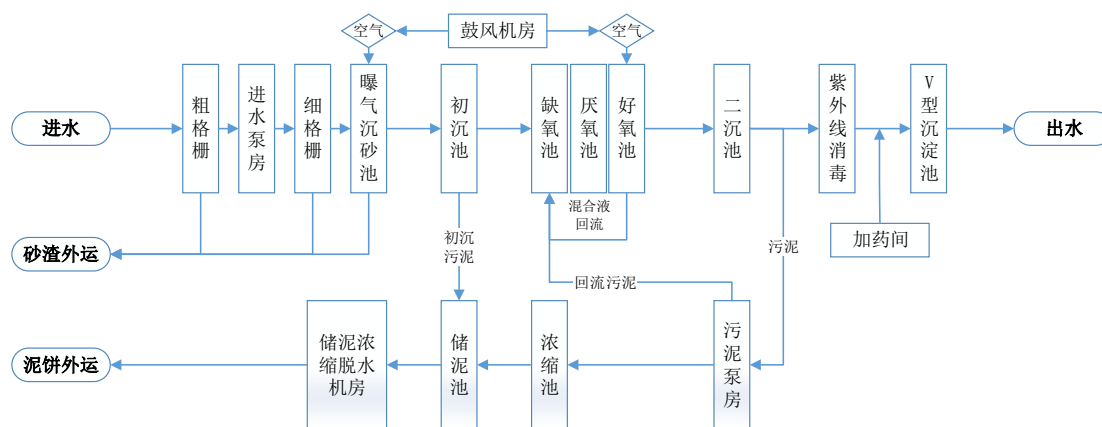 空气
鼓风机房
空气
进水
粗格栅
进水泵房
细格栅
曝气沉砂池
初沉池
缺氧池
厌氧池
好氧池
二沉池
紫外线消毒
V型沉淀池
出水
混合液
回流
初沉
污泥
砂渣外运
污泥
加药间
回流污泥
泥饼外运
储泥浓
缩脱水
机房
储泥池
浓缩池
污泥泵房